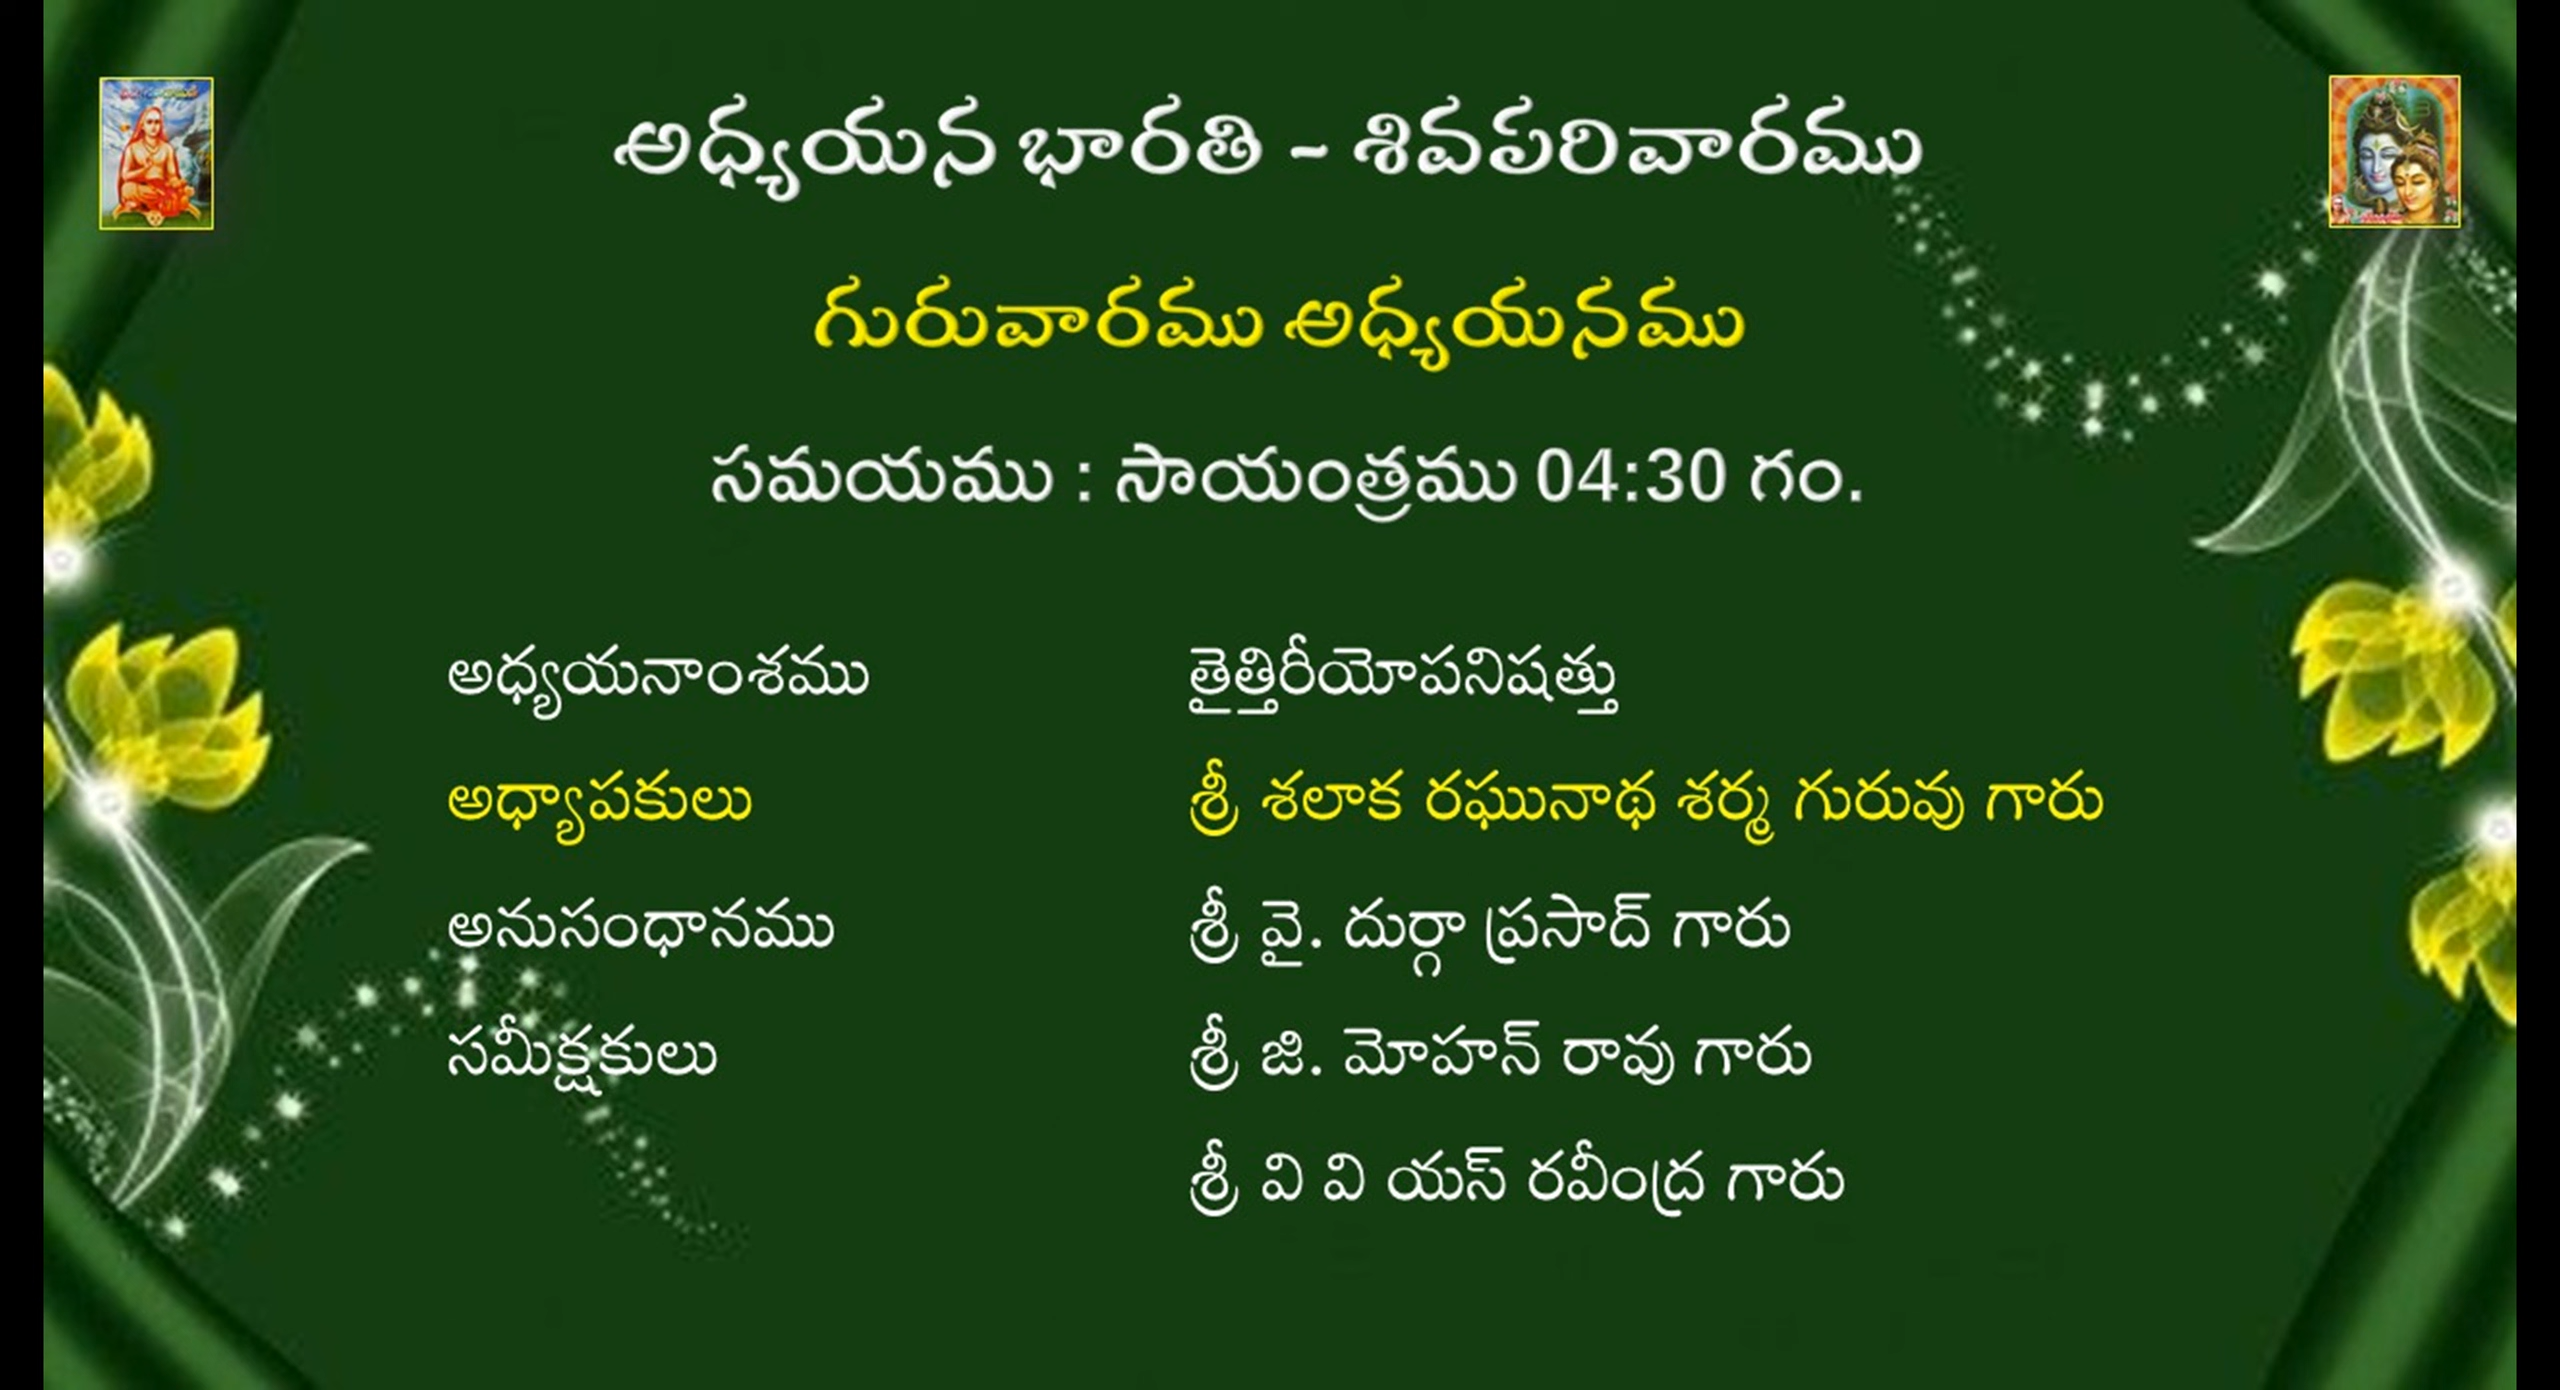 అధ్యయన భారతి - శివపరివారము
గురువారము అధ్యయనము
సమయము : సాయంత్రము 04:30 గం.
అధ్యయనాంశము తైత్తిరీయోపనిషత్తు
అధ్యాపకులు శ్రీ శలాక రఘునాథ శర్మ గురువు గారు
అనుసంధానము శ్రీ వై. దుర్గా ప్రసాద్ గారు
సమీక్షకులు శ్రీ జి. మోహన్ రావు గారు
శ్రీ వి వి యస్ రవీంద్ర గారు